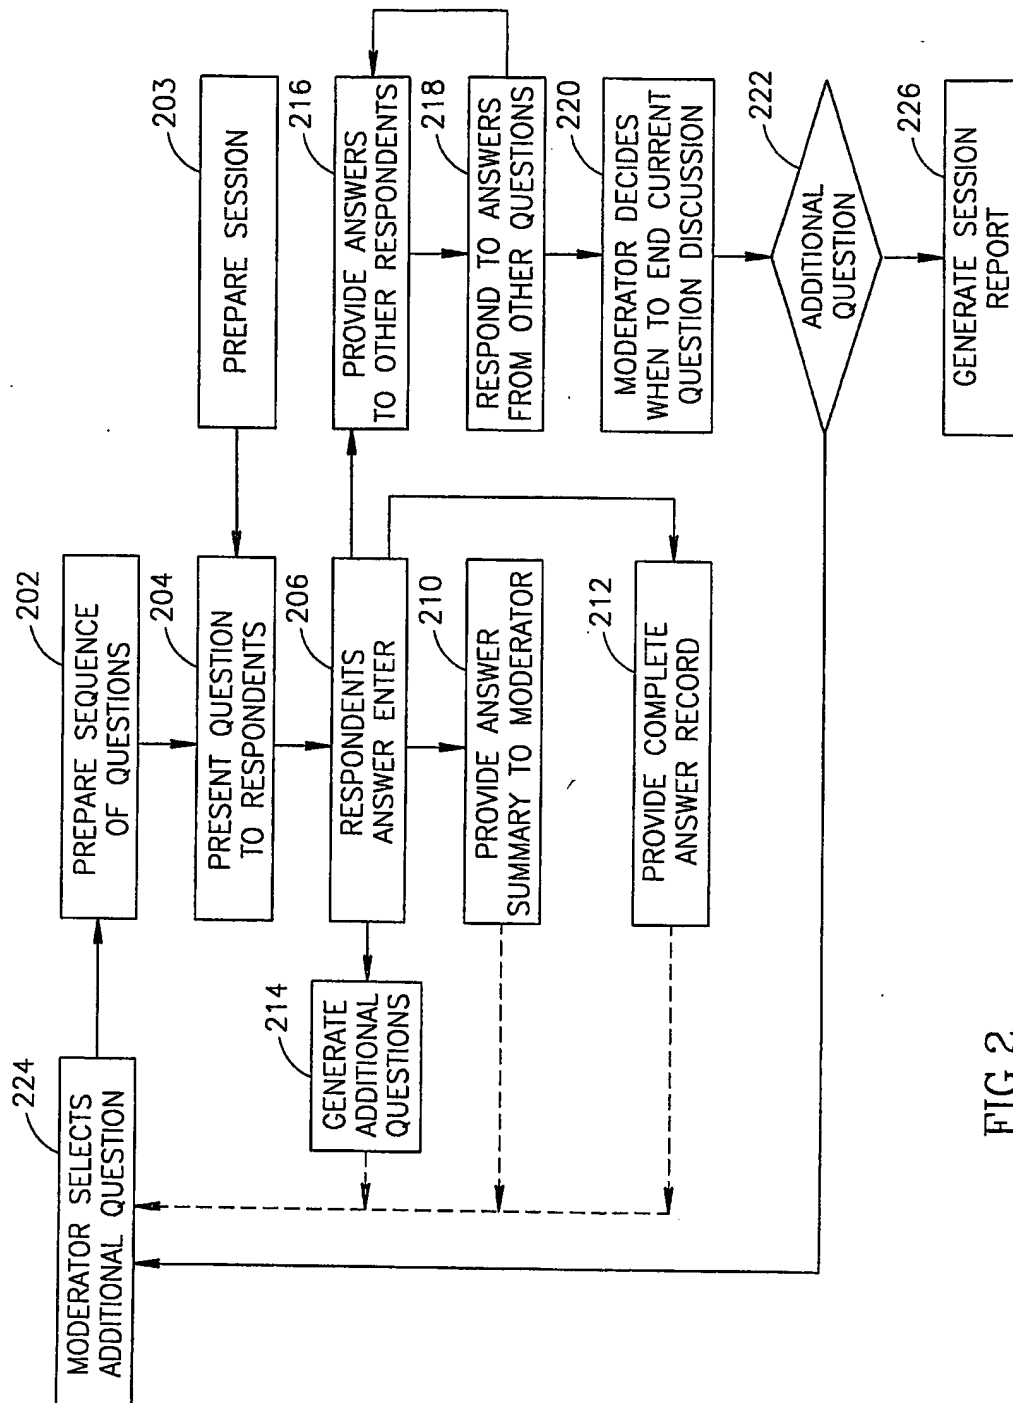 224
MODERATOR SELECTS
ADDITIONAL QUESTION
202
PREPARE SEQUENCE
OF QUESTIONS
203
PREPARE SESSION
204
PRESENT QUESTION
TO RESPONDENTS
206
RESPONDENTS
ANSWER ENTER
214
GENERATE
ADDITIONAL
QUESTIONS
210
PROVIDE ANSWER
SUMMARY TO MODERATOR
212
PROVIDE COMPLETE
ANSWER RECORD
216
PROVIDE ANSWERS
TO OTHER RESPONDENTS
218
RESPOND TO ANSWERS
FROM OTHER QUESTIONS
220
MODERATOR DECIDES
WHEN TO END CURRENT
QUESTION DISCUSSION
222
ADDITIONAL
QUESTION
226
GENERATE SESSION
REPORT
FIG.2